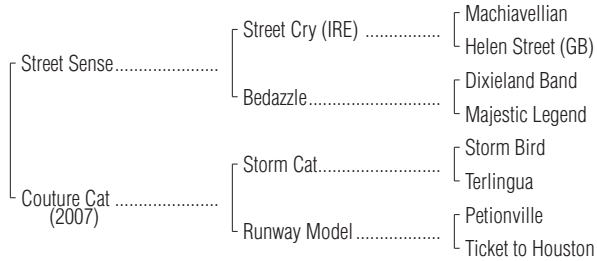 Machiavellian
Street Cry (IRE) ................
Helen Street (GB)
Street Sense......................
Dixieland Band
Bedazzle............................
Majestic Legend
Storm Bird
Storm Cat..........................
Terlingua
Couture Cat ......................
(2007)
Petionville
Runway Model ..................
Ticket to Houston